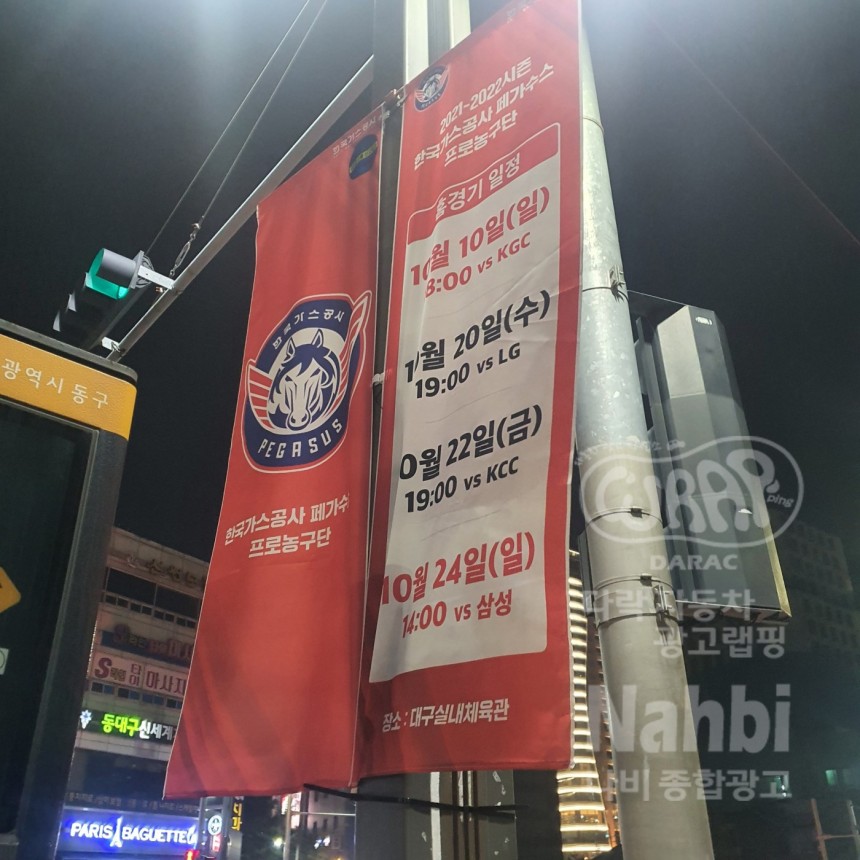 2021-2022시즌
한국가스공사 페가수스
프로농구단
홈경기 일정
10월 10일(일)
8:00 vs KGC
월 20일(수)
19:00 vs LG
0월 22일(금)
19:00 vs KCC
10월 24일(일)
14:00 vs 삼성
장소 : 대구실내체육관
한국가스공사
PEGASUS
한국가스공사 페가수
프로농구단
광역시 동구
동대구신세계
PARIS BAGUETTE
WRAP
ping
DARAC
따락 자동차
광고랩핑
Nahbi
나비 종합광고